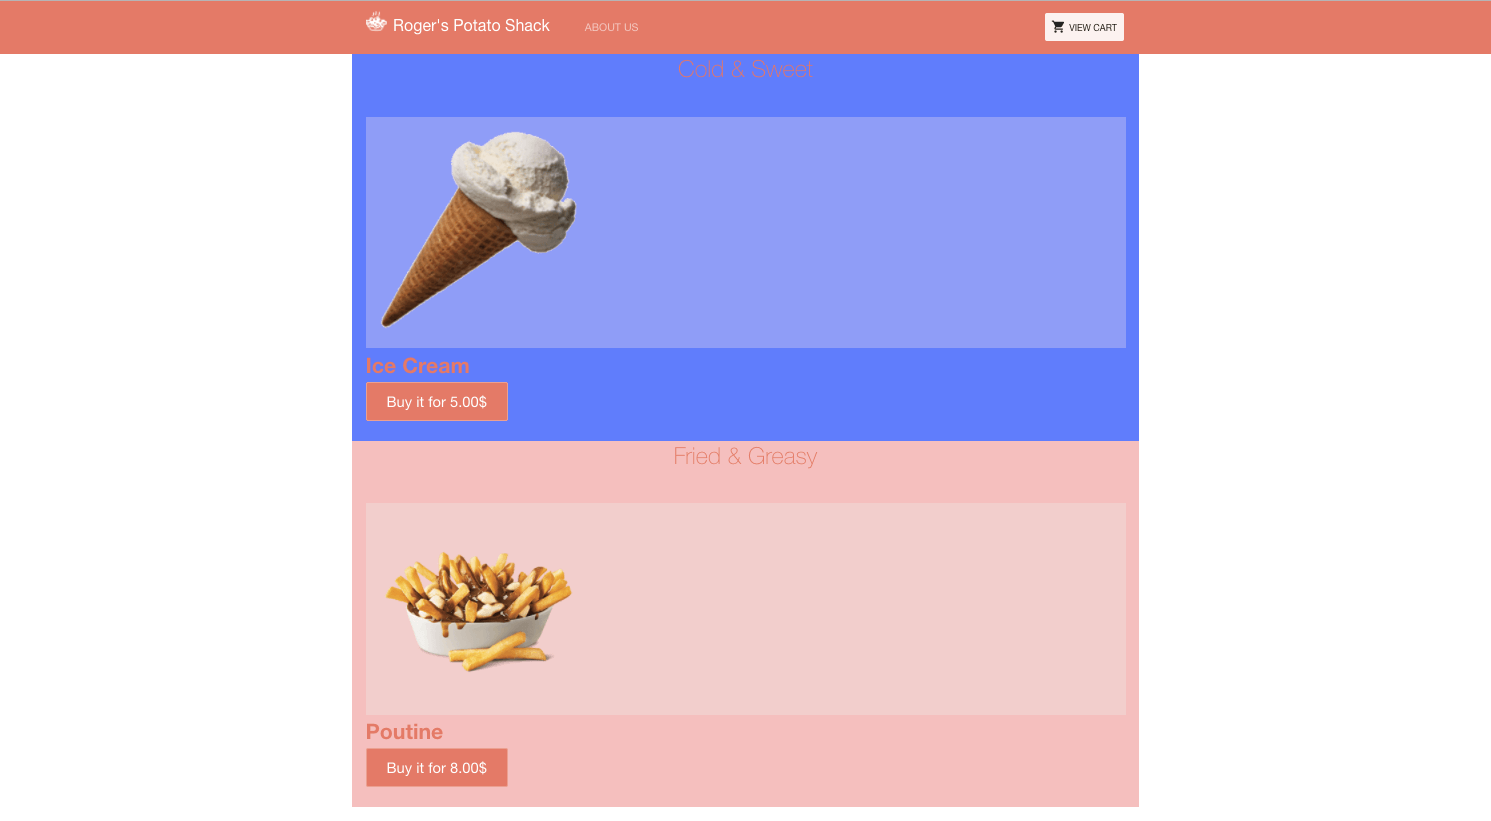 Roger's Potato Shack
ABOUT US
VIEW CART
Cold & Sweet
Ice Cream
Buy it for 5.00$
Fried & Greasy
Poutine
Buy it for 8.00$